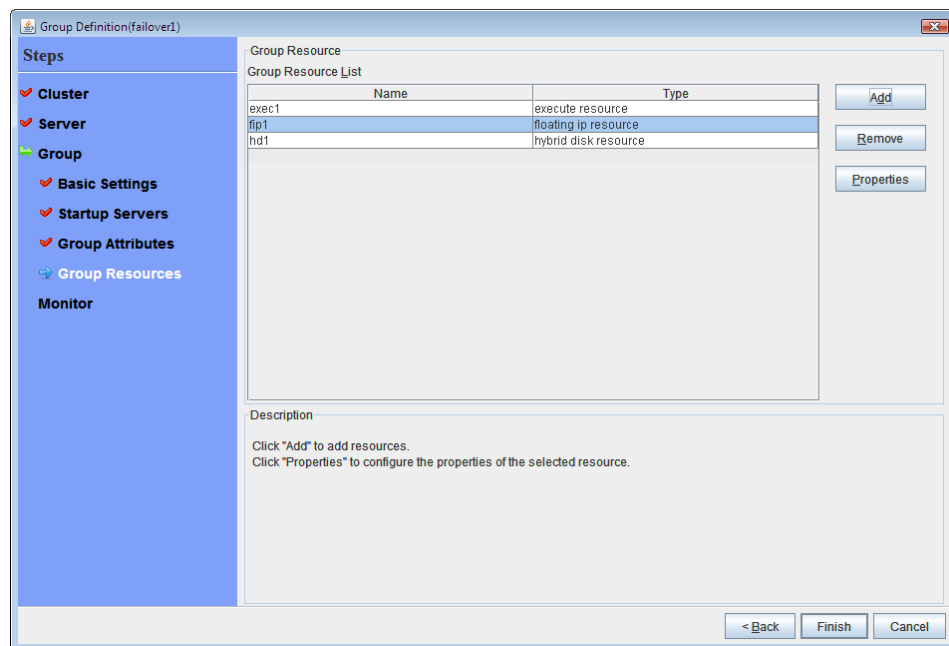 Group Definition(failover1)
Steps
Cluster
Server
Group
Basic Settings
Startup Servers
Group Attributes
Group Resources
Monitor
Group Resource
Group Resource List
Name Type
exec1 execute resource
fip1 floating ip resource
hd1 hybrid disk resource
Add
Remove
Properties
Description
Click "Add" to add resources.
Click "Properties" to configure the properties of the selected resource.
< Back Finish Cancel